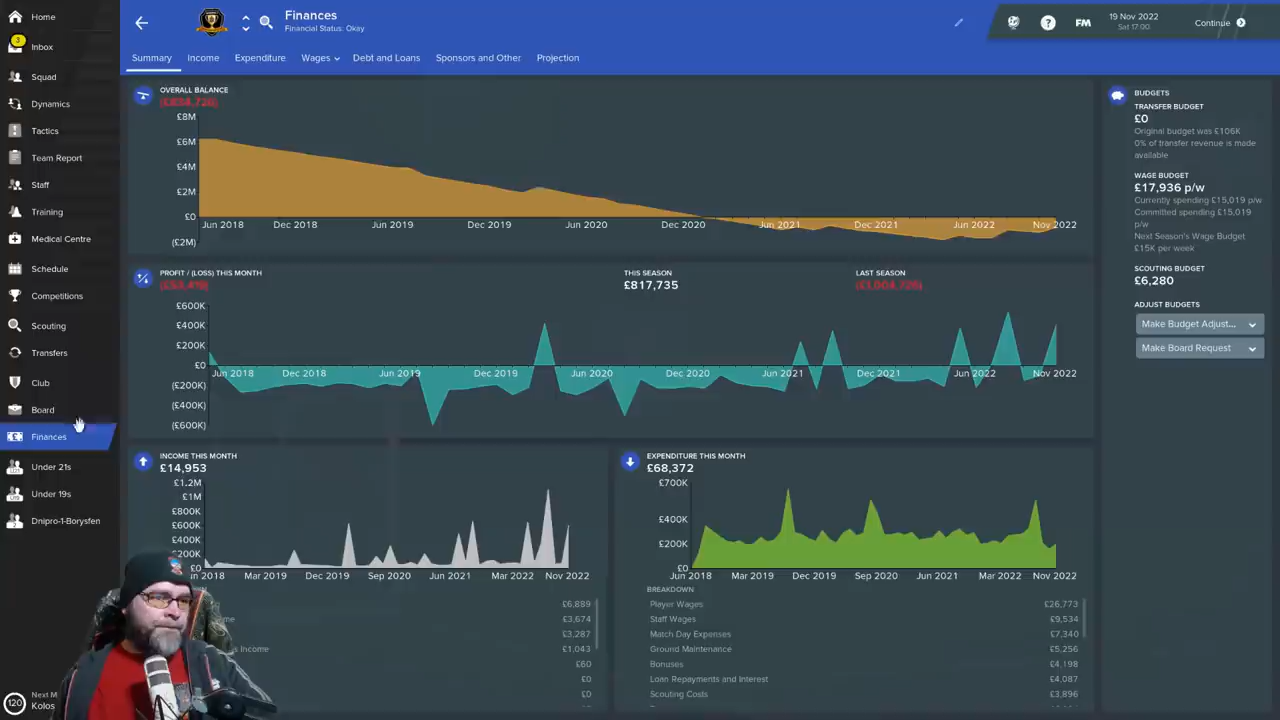 Home
3
Inbox
Squad
Dynamics
Tactics
Team Report
Staff
Training
Medical Centre
Schedule
Competitions
Scouting
Transfers
Club
Board
Finances
Under 21s
Under 19s
Dnipro-1-Borysfen
120
Next M
Kolos
Finances
Financial Status: Okay
?
FM
19 Nov 2022
Sat 17:00
Continue
Summary
Income
Expenditure
Wages
Debt and Loans
Sponsors and Other
Projection
OVERALL BALANCE
£8M
£6M
£4M
£2M
£0
(£2M)
Jun 2018
Dec 2018
Jun 2019
Dec 2019
Jun 2020
Dec 2020
Jun 2021
Dec 2021
Jun 2022
Nov 2022
PROFIT / (LOSS) THIS MONTH
THIS SEASON
£817,735
LAST SEASON
£600K
£400K
£200K
£0
(£200K)
(£400K)
(£600K)
Jun 2018
Dec 2018
Jun 2019
Dec 2019
Jun 2020
Dec 2020
Jun 2021
Dec 2021
Jun 2022
Nov 2022
INCOME THIS MONTH
£14,953
£1.2M
£1M
£800K
£600K
£400K
£200K
n 2018
Mar 2019
Dec 2019
Sep 2020
Jun 2021
Mar 2022
Nov 2022
£6,889
me
£3,674
£3,287
s Income
£1,043
£60
£0
£0
EXPENDITURE THIS MONTH
£68,372
£700K
£400K
£200K
£0
Jun 2018
Mar 2019
Dec 2019
Sep 2020
Jun 2021
Mar 2022
Nov 2022
BREAKDOWN
Player Wages
£26,773
Staff Wages
£9,534
Match Day Expenses
£7,340
Ground Maintenance
£5,256
Bonuses
£4,198
Loan Repayments and Interest
£4,087
Scouting Costs
£3,896
BUDGETS
TRANSFER BUDGET
£0
Original budget was £106K
0% of transfer revenue is made
available
WAGE BUDGET
£17,936 p/w
Currently spending £15,019 p/w
Committed spending £15,019
p/w
Next Season's Wage Budget
£15K per week
SCOUTING BUDGET
£6,280
ADJUST BUDGETS
Make Budget Adjust...
Make Board Request